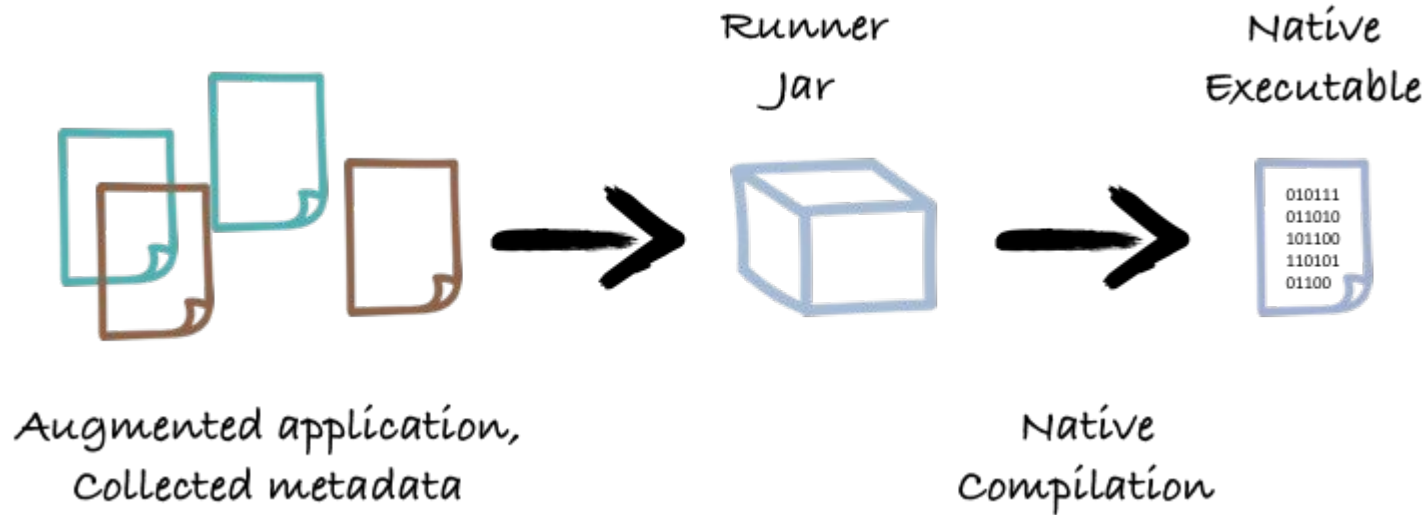 Runner
Jar
Native
Executable
010111
011010
101100
110101
01100
Augmented application,
Collected metadata
Native
Compilation